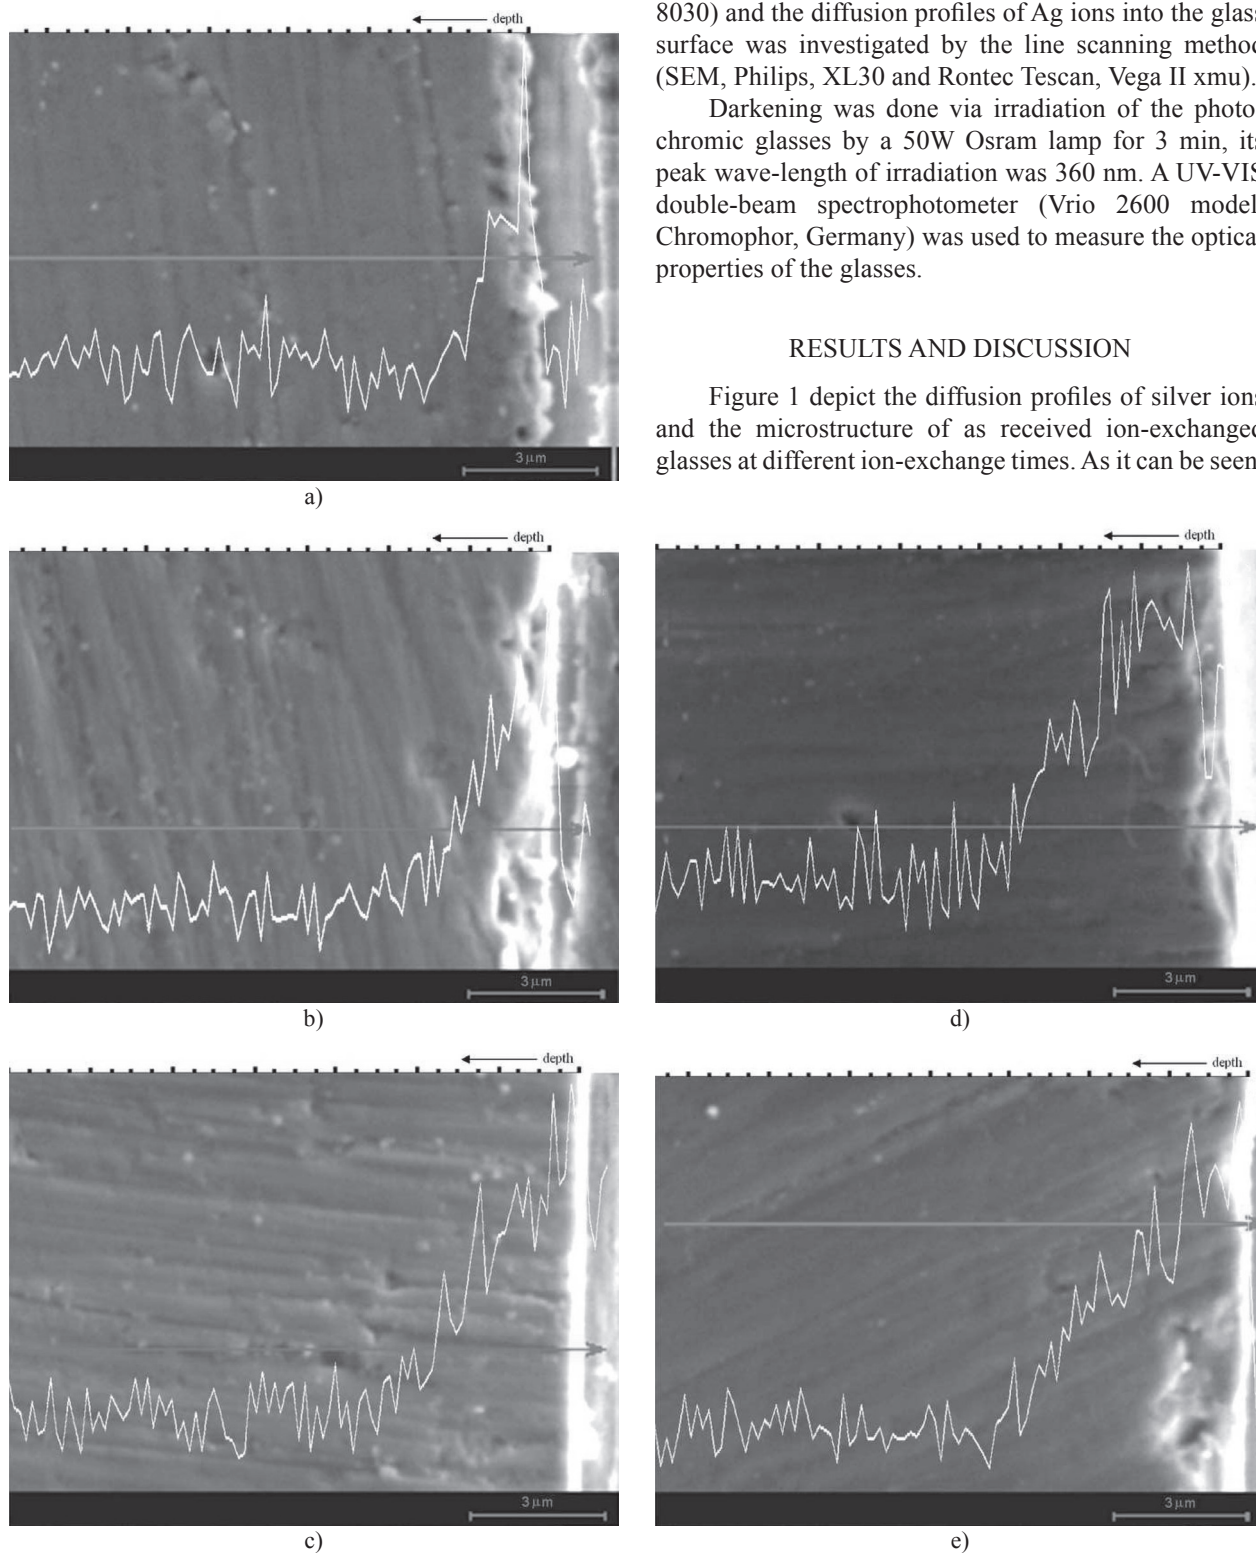 depth
3 μm
a)
depth
3 μm
b)
depth
3 μm
c)
8030) and the diffusion profiles of Ag ions into the glass
surface was investigated by the line scanning method
(SEM, Philips, XL30 and Rontec Tescan, Vega II xmu).
Darkening was done via irradiation of the photo-
chromic glasses by a 50W Osram lamp for 3 min, its
peak wave-length of irradiation was 360 nm. A UV-VIS
double-beam spectrophotometer (Vrio 2600 model
Chromophor, Germany) was used to measure the optica
properties of the glasses.
RESULTS AND DISCUSSION
Figure 1 depict the diffusion profiles of silver ions
and the microstructure of as received ion-exchanged
glasses at different ion-exchange times. As it can be seen
depth
3 μm
d)
depth
3 μm
e)